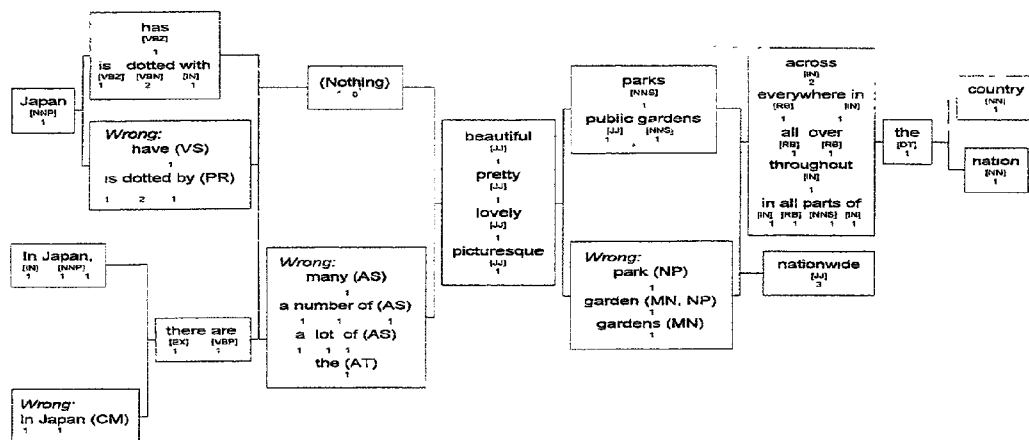 Japan
[NNP]
1
has
[VBZ]
1
is dotted with
[VBZ] [VBN] [IN]
1 2 1
Wrong:
have (VS)
1
is dotted by (PR)
1 2 1
In Japan,
[IN] [NNP]
1 1 1
Wrong:
In Japan (CM)
1 1
there are
[EX] [VBP]
1 1
(Nothing)
Wrong:
many (AS)
1
a number of (AS)
1 1 1
a lot of (AS)
1 1 1
the (AT)
1
beautiful
[JJ]
1
pretty
[JJ]
1
lovely
[JJ]
1
picturesque
[JJ]
1
parks
[NNS]
1
public gardens
[JJ] [NNS]
1 1
Wrong:
park (NP)
1
garden (MN, NP)
1
gardens (MN)
1
across
[IN]
2
everywhere in
[RB] [IN]
1 1
all over
[RB] [RB]
1 1
throughout
[IN]
1
in all parts of
[IN] [RB] [NNS] [IN]
1 1 1 1
nationwide
[JJ]
3
the
[DT]
1
country
[NN]
1
nation
[NN]
1